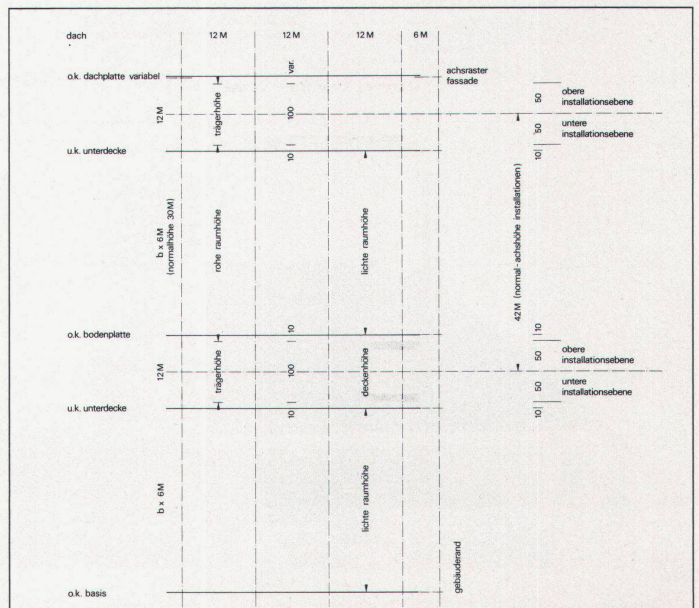 dach
12 M
12 M
12 M
6 M
o.k. dachplatte variabel
var.
achsraster
fassade
12 M
trägerhöhe
100
50
obere
installationsebene
50
untere
installationsebene
u.k. unterdecke
10
10
b x 6 M
(normalhöhe 30 M)
rohe raumhöhe
lichte raumhöhe
42 M (normal-achshöhe installationen)
o.k. bodenplatte
10
10
12 M
trägerhöhe
100
deckenhöhe
50
obere
installationsebene
50
untere
installationsebene
u.k. unterdecke
10
10
b x 6 M
lichte raumhöhe
gebäuderand
o.k. basis